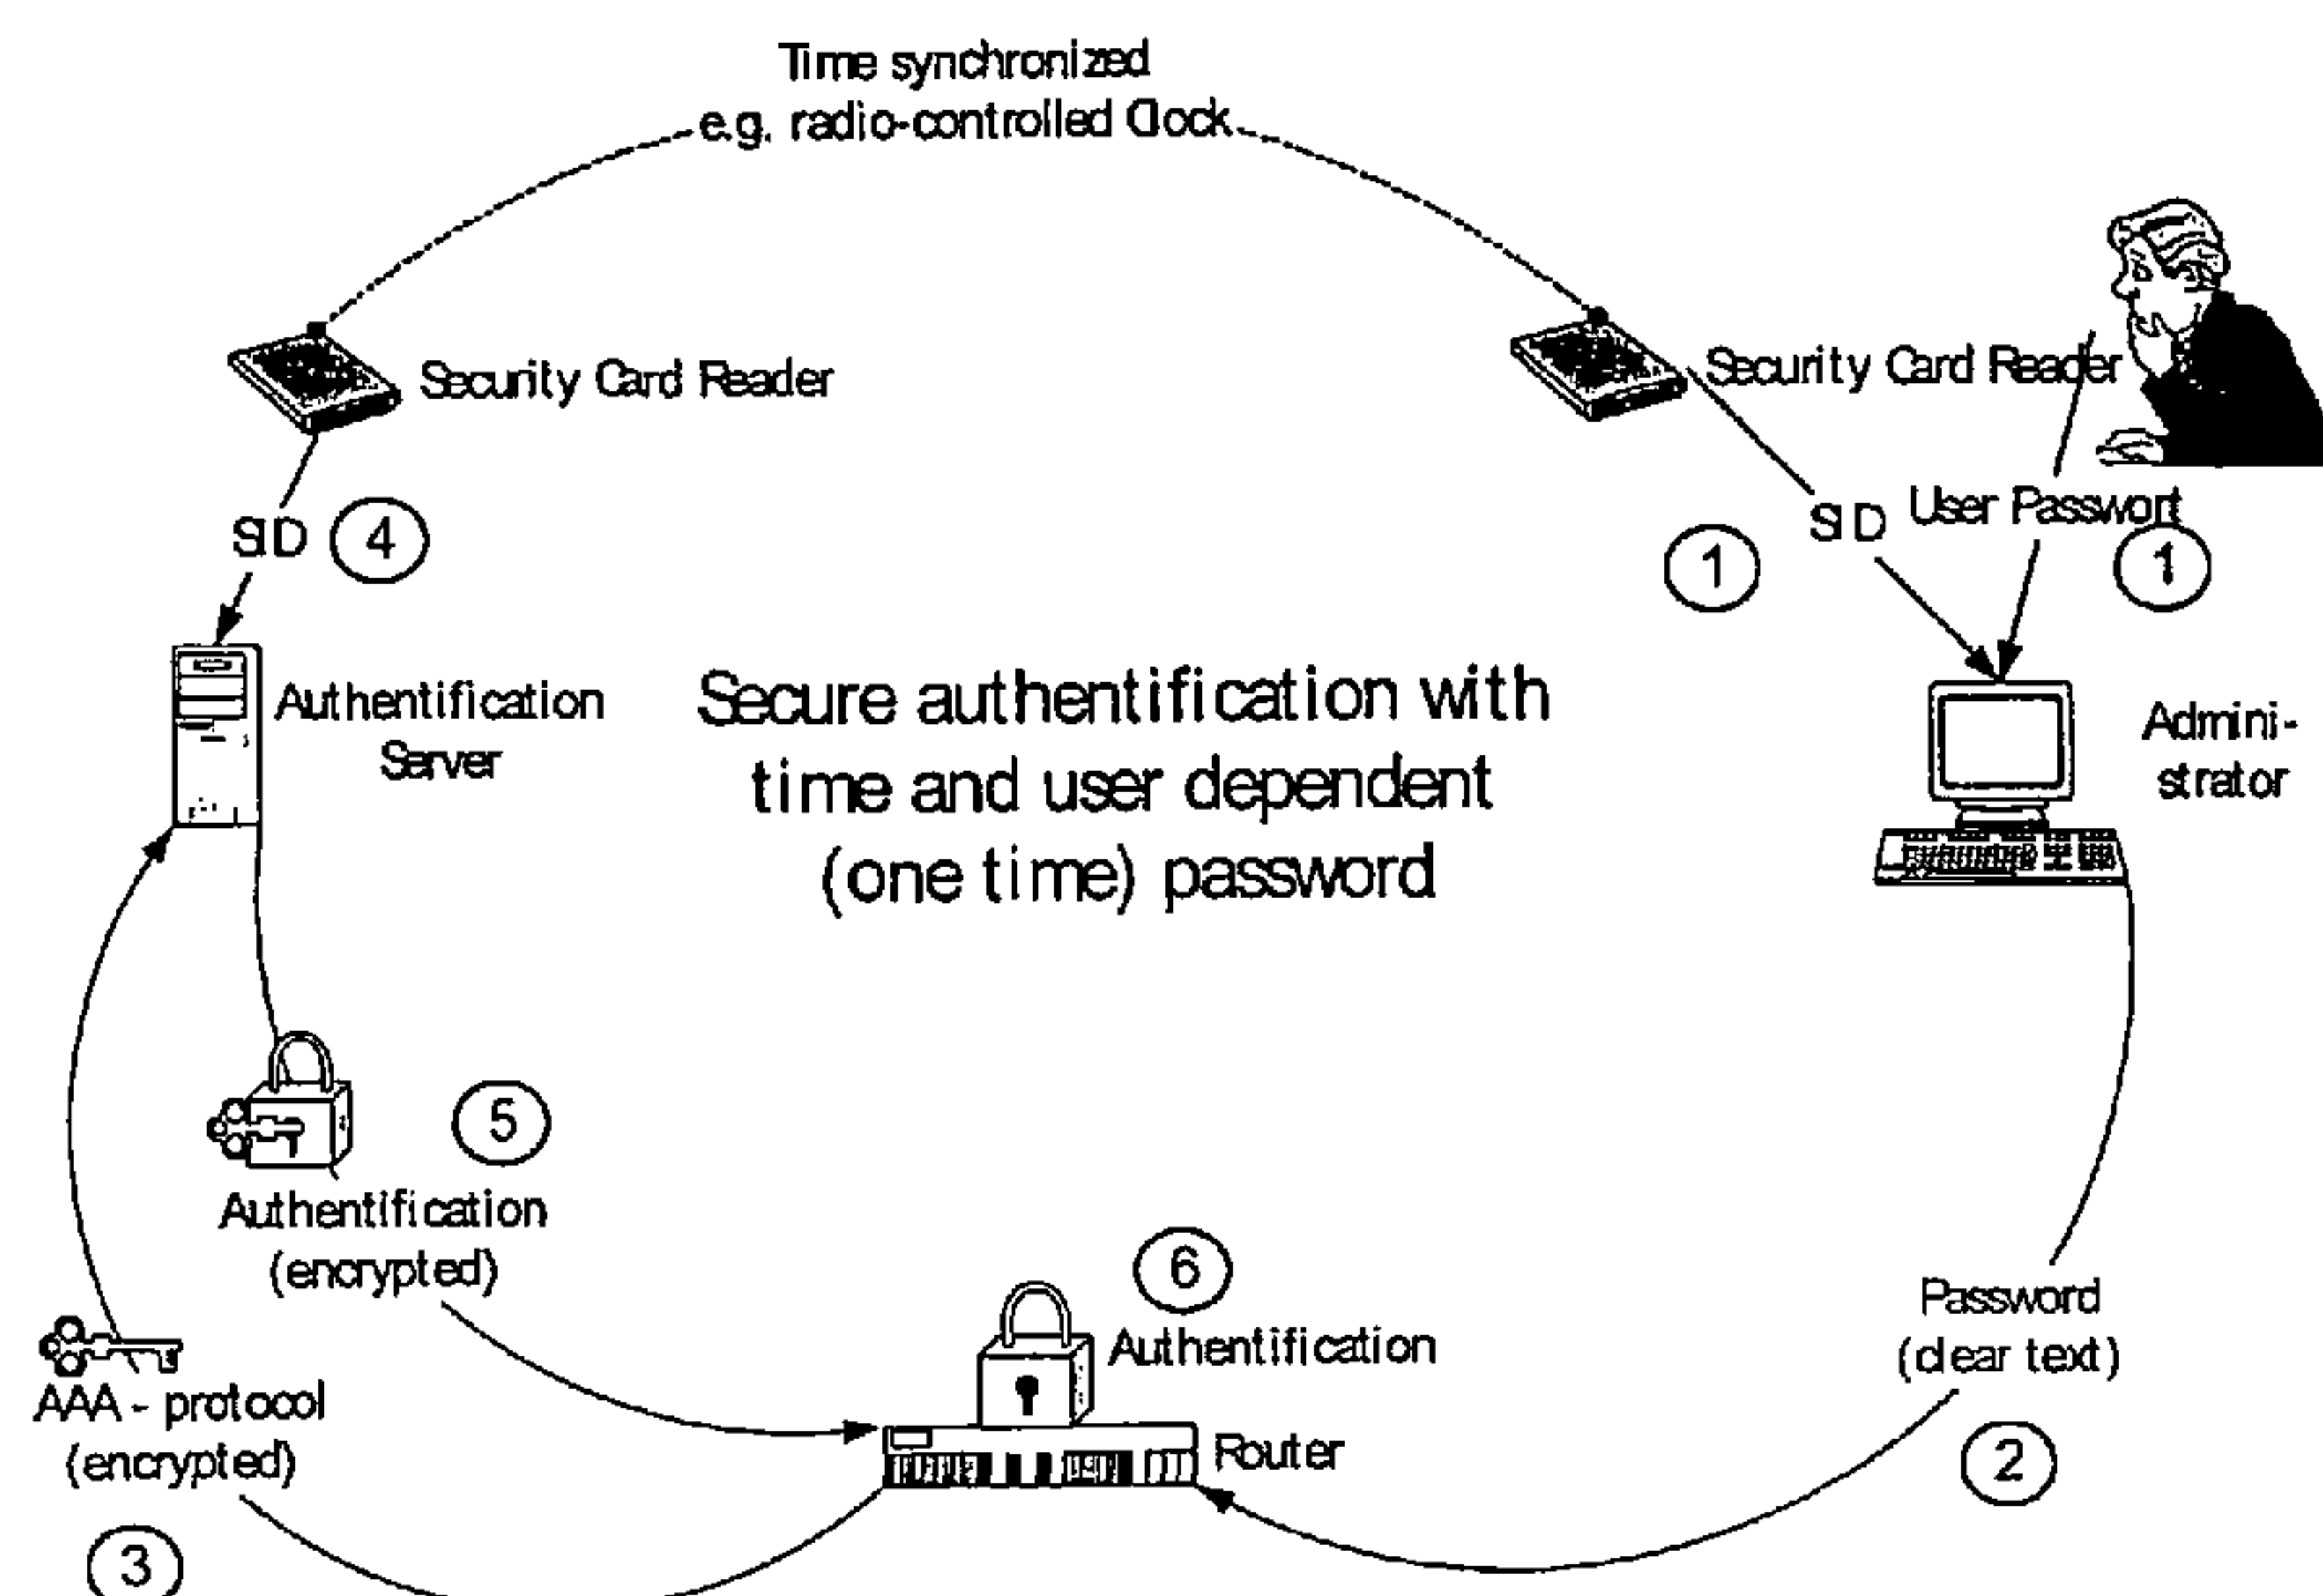 Time synchronized
e.g. radio-controlled Clock
Security Card Reader
Security Card Reader
SID
4
1
SID
User Passwort
1
Authentification
Server
Secure authentification with
time and user dependent
(one time) password
Admini-
strator
5
Authentification
(encrypted)
6
Authentification
Router
Password
(clear text)
2
AAA - protocol
(encrypted)
3